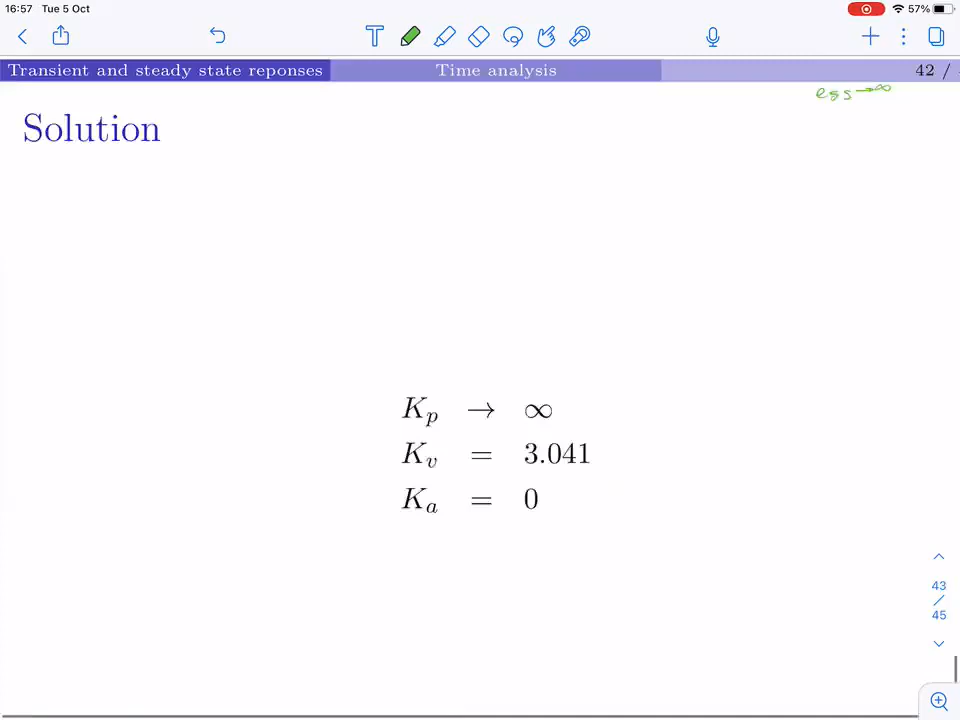 16:57 Tue 5 Oct 57%
T
Transient and steady state reponses Time analysis 42 /
ess→∞
Solution
Kp → ∞
Kv = 3.041
Ka = 0
43
/
45